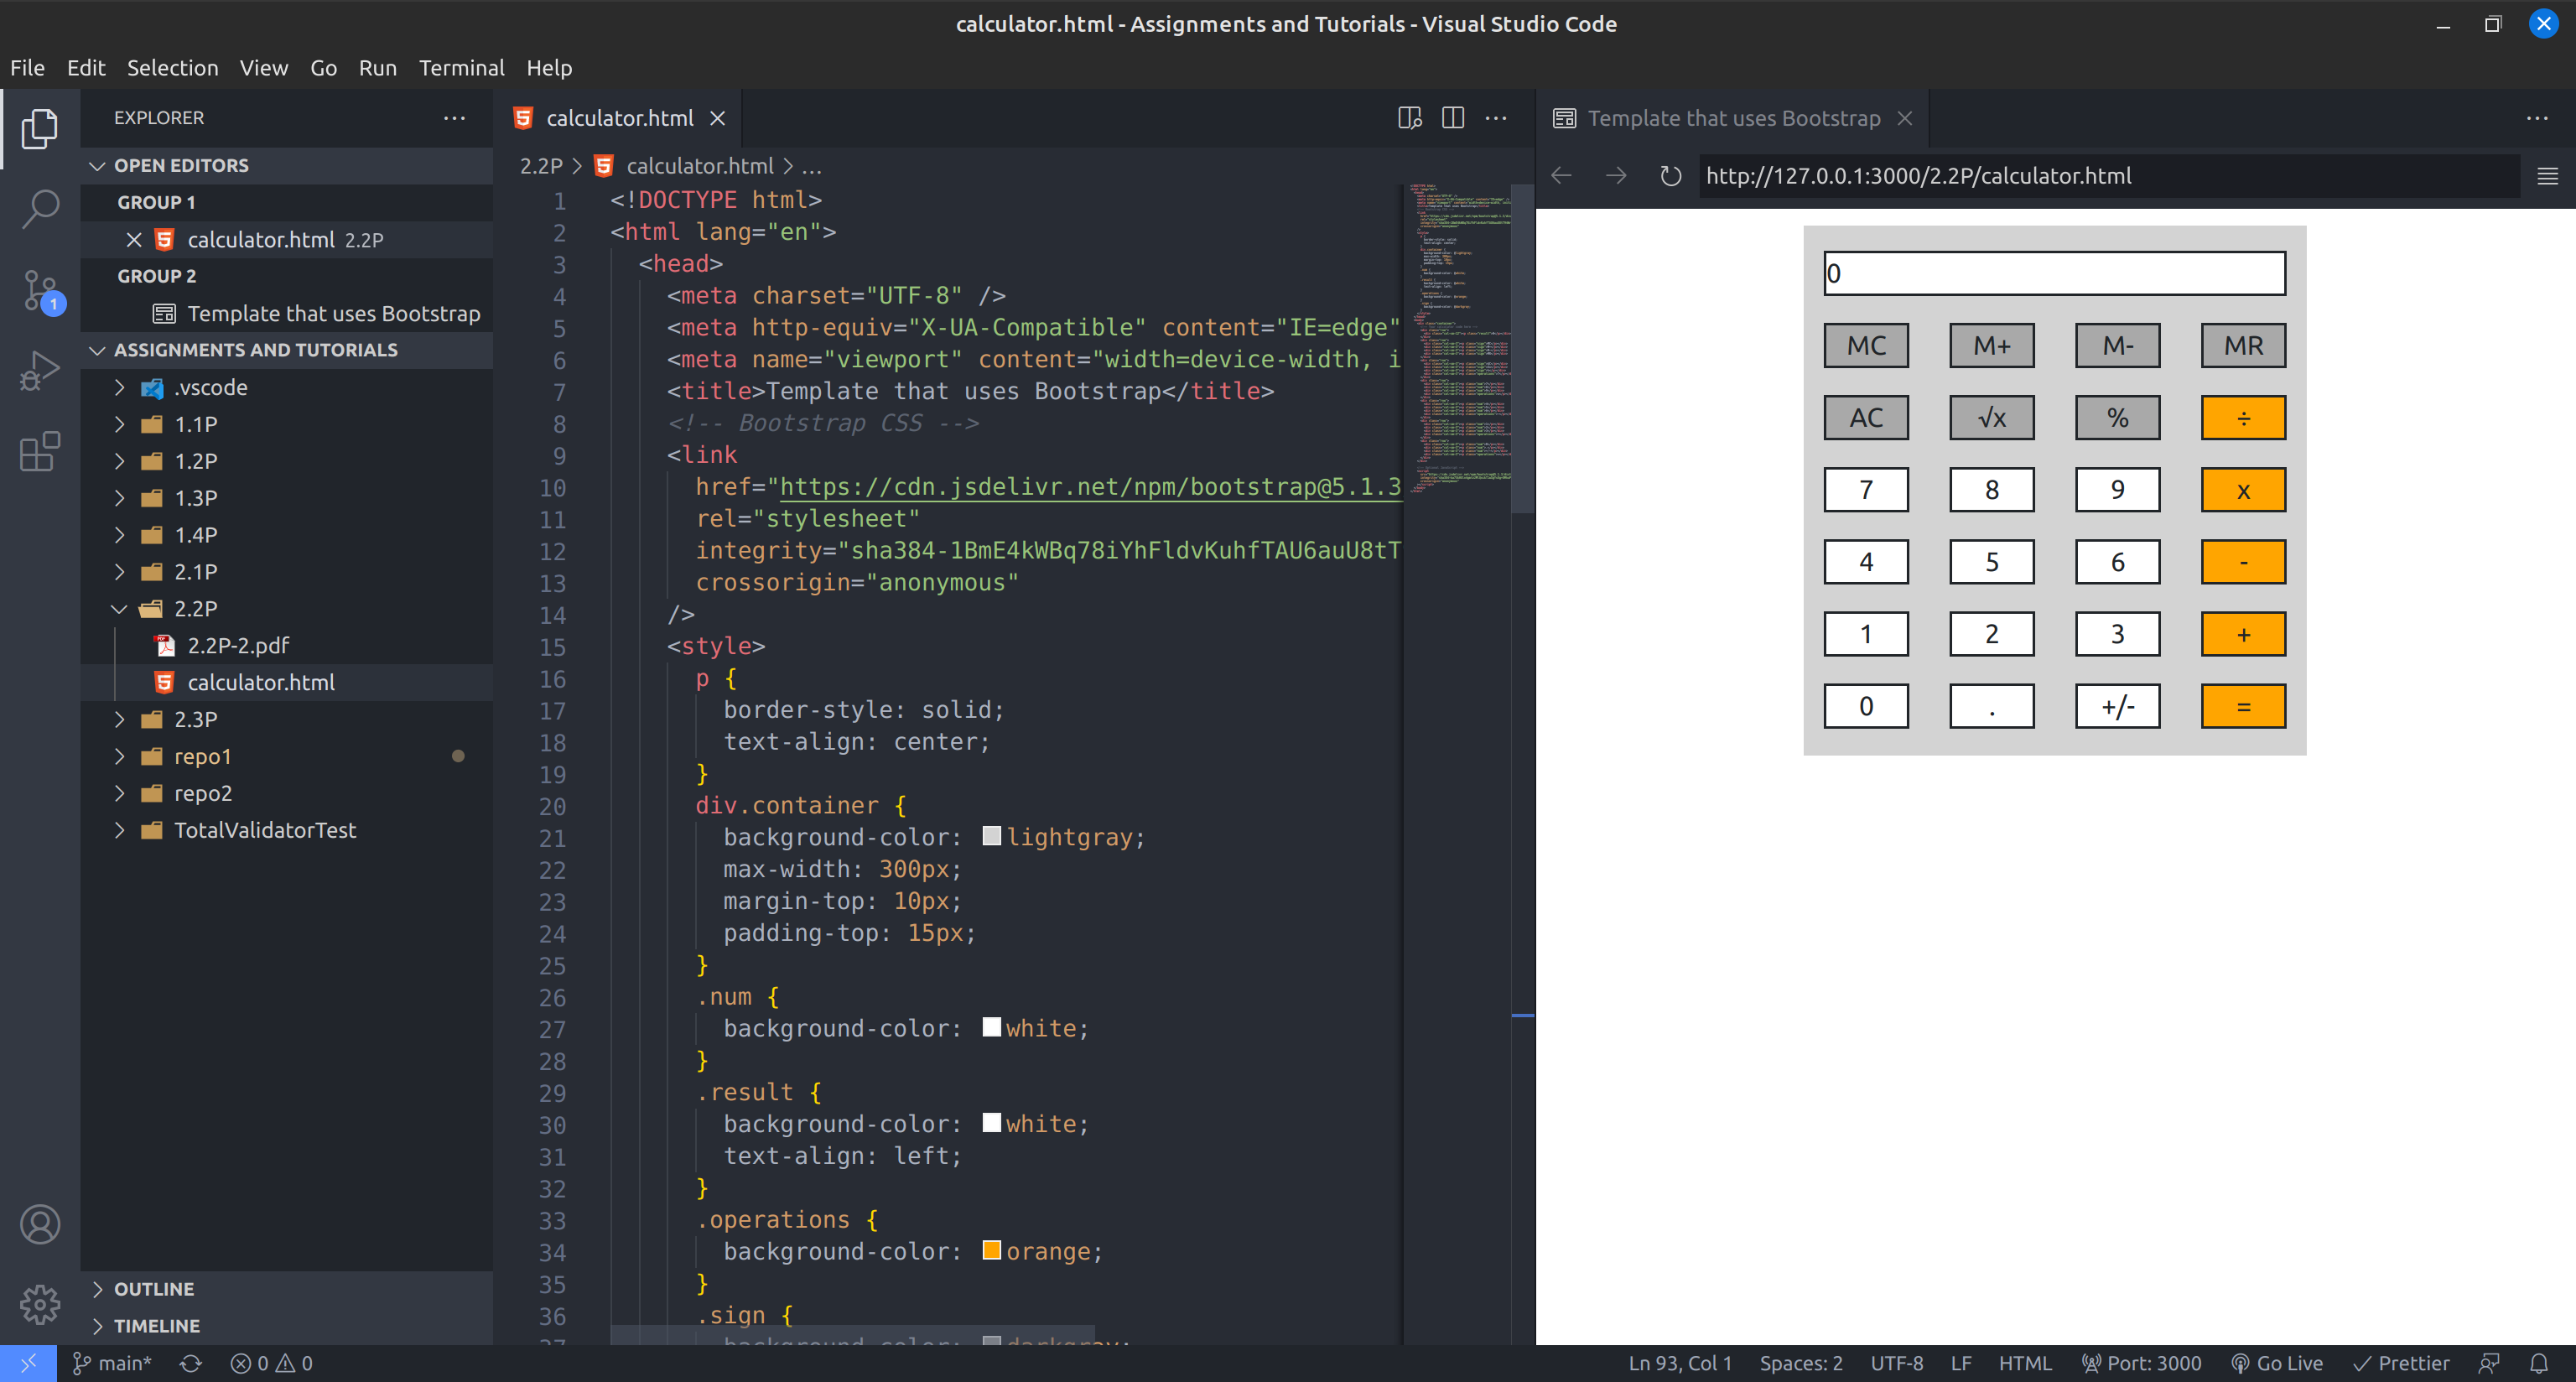 calculator.html - Assignments and Tutorials - Visual Studio Code
File Edit Selection View Go Run Terminal Help
EXPLORER
OPEN EDITORS
GROUP 1
calculator.html 2.2P
GROUP 2
Template that uses Bootstrap
ASSIGNMENTS AND TUTORIALS
.vscode
1.1P
1.2P
1.3P
1.4P
2.1P
2.2P
2.2P-2.pdf
calculator.html
2.3P
repo1
repo2
TotalValidatorTest
OUTLINE
TIMELINE
calculator.html
2.2P > calculator.html > ...
1 <!DOCTYPE html>
2 <html lang="en">
3 <head>
4 <meta charset="UTF-8" />
5 <meta http-equiv="X-UA-Compatible" content="IE=edge"
6 <meta name="viewport" content="width=device-width, i
7 <title>Template that uses Bootstrap</title>
8 <!-- Bootstrap CSS -->
9 <link
10 href="https://cdn.jsdelivr.net/npm/bootstrap@5.1.3
11 rel="stylesheet"
12 integrity="sha384-1BmE4kWBq78iYhFldvKuhfTAU6auU8tT
13 crossorigin="anonymous"
14 />
15 <style>
16 p {
17 border-style: solid;
18 text-align: center;
19 }
20 div.container {
21 background-color: lightgray;
22 max-width: 300px;
23 margin-top: 10px;
24 padding-top: 15px;
25 }
26 .num {
27 background-color: white;
28 }
29 .result {
30 background-color: white;
31 text-align: left;
32 }
33 .operations {
34 background-color: orange;
35 }
36 .sign {
37 background-color: darkgray;
Template that uses Bootstrap
http://127.0.0.1:3000/2.2P/calculator.html
0
MC M+ M- MR
AC √x % ÷
7 8 9 x
4 5 6 -
1 2 3 +
0 . +/- =
1
main* 0 0 Ln 93, Col 1 Spaces: 2 UTF-8 LF HTML Port: 3000 Go Live Prettier